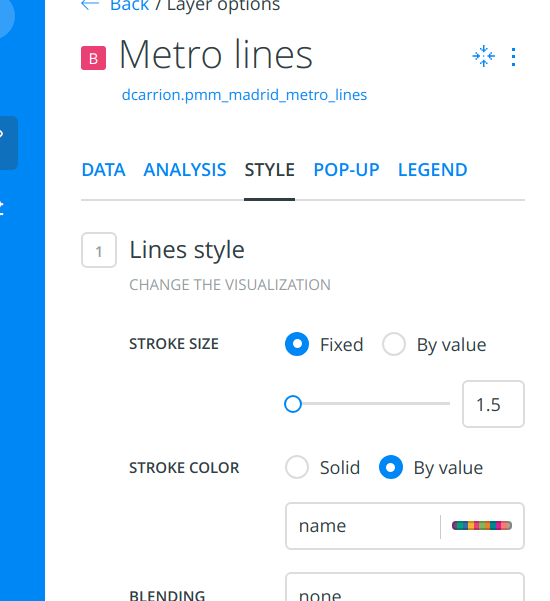 Back / Layer options
B Metro lines
dcarrion.pmm_madrid_metro_lines
DATA ANALYSIS STYLE POP-UP LEGEND
1 Lines style
CHANGE THE VISUALIZATION
STROKE SIZE Fixed By value
1.5
STROKE COLOR Solid By value
name
BLENDING none